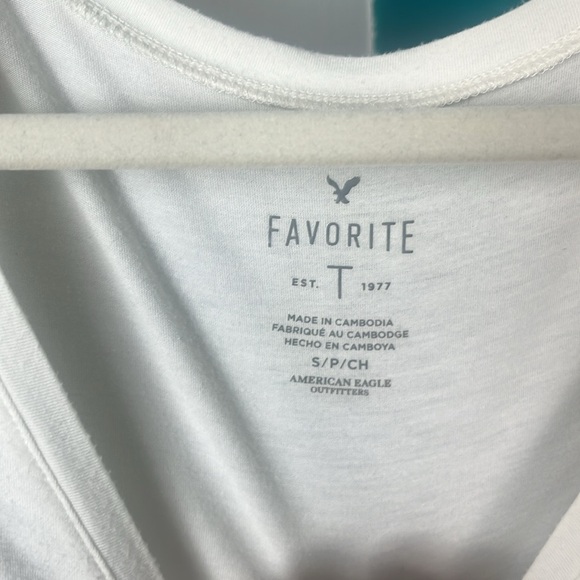 FAVORITE
EST. T 1977
MADE IN CAMBODIA
FABRIQUÉ AU CAMBODGE
HECHO EN CAMBOYA
S/P/CH
AMERICAN EAGLE
OUTFITTERS